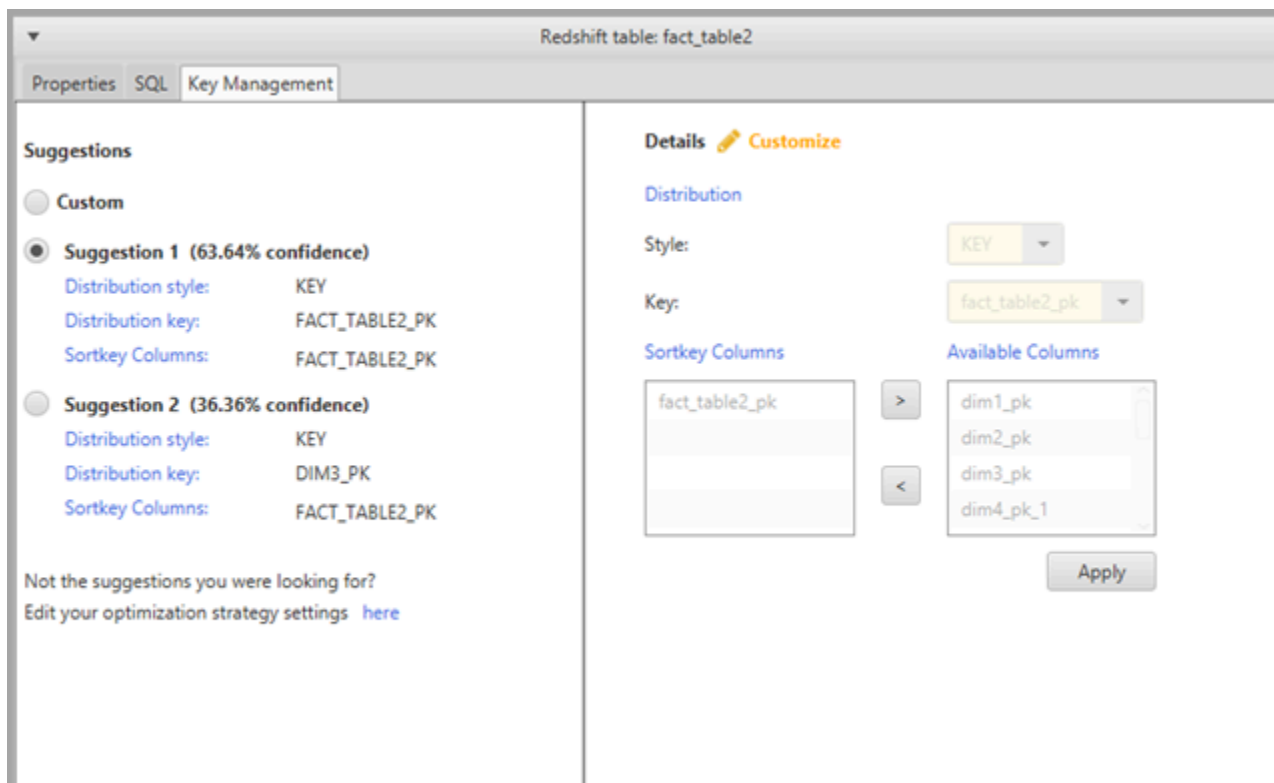 Redshift table: fact_table2
Properties SQL Key Management
Suggestions
Custom
Suggestion 1 (63.64% confidence)
Distribution style: KEY
Distribution key: FACT_TABLE2_PK
Sortkey Columns: FACT_TABLE2_PK
Suggestion 2 (36.36% confidence)
Distribution style: KEY
Distribution key: DIM3_PK
Sortkey Columns: FACT_TABLE2_PK
Not the suggestions you were looking for?
Edit your optimization strategy settings here
Details Customize
Distribution
Style: KEY
Key: fact_table2_pk
Sortkey Columns Available Columns
fact_table2_pk > dim1_pk
dim2_pk
dim3_pk
< dim4_pk_1
Apply